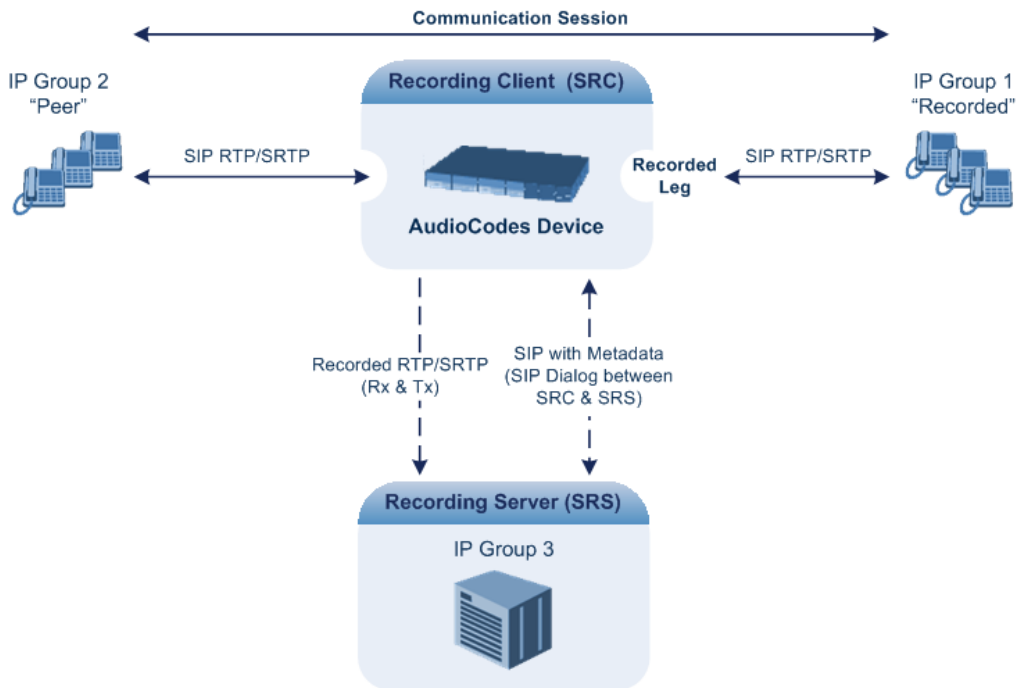 Communication Session
IP Group 2
“Peer”
Recording Client (SRC)
IP Group 1
“Recorded”
SIP RTP/SRTP
Recorded
Leg
SIP RTP/SRTP
AudioCodes Device
Recorded RTP/SRTP
(Rx & Tx)
SIP with Metadata
(SIP Dialog between
SRC & SRS)
Recording Server (SRS)
IP Group 3